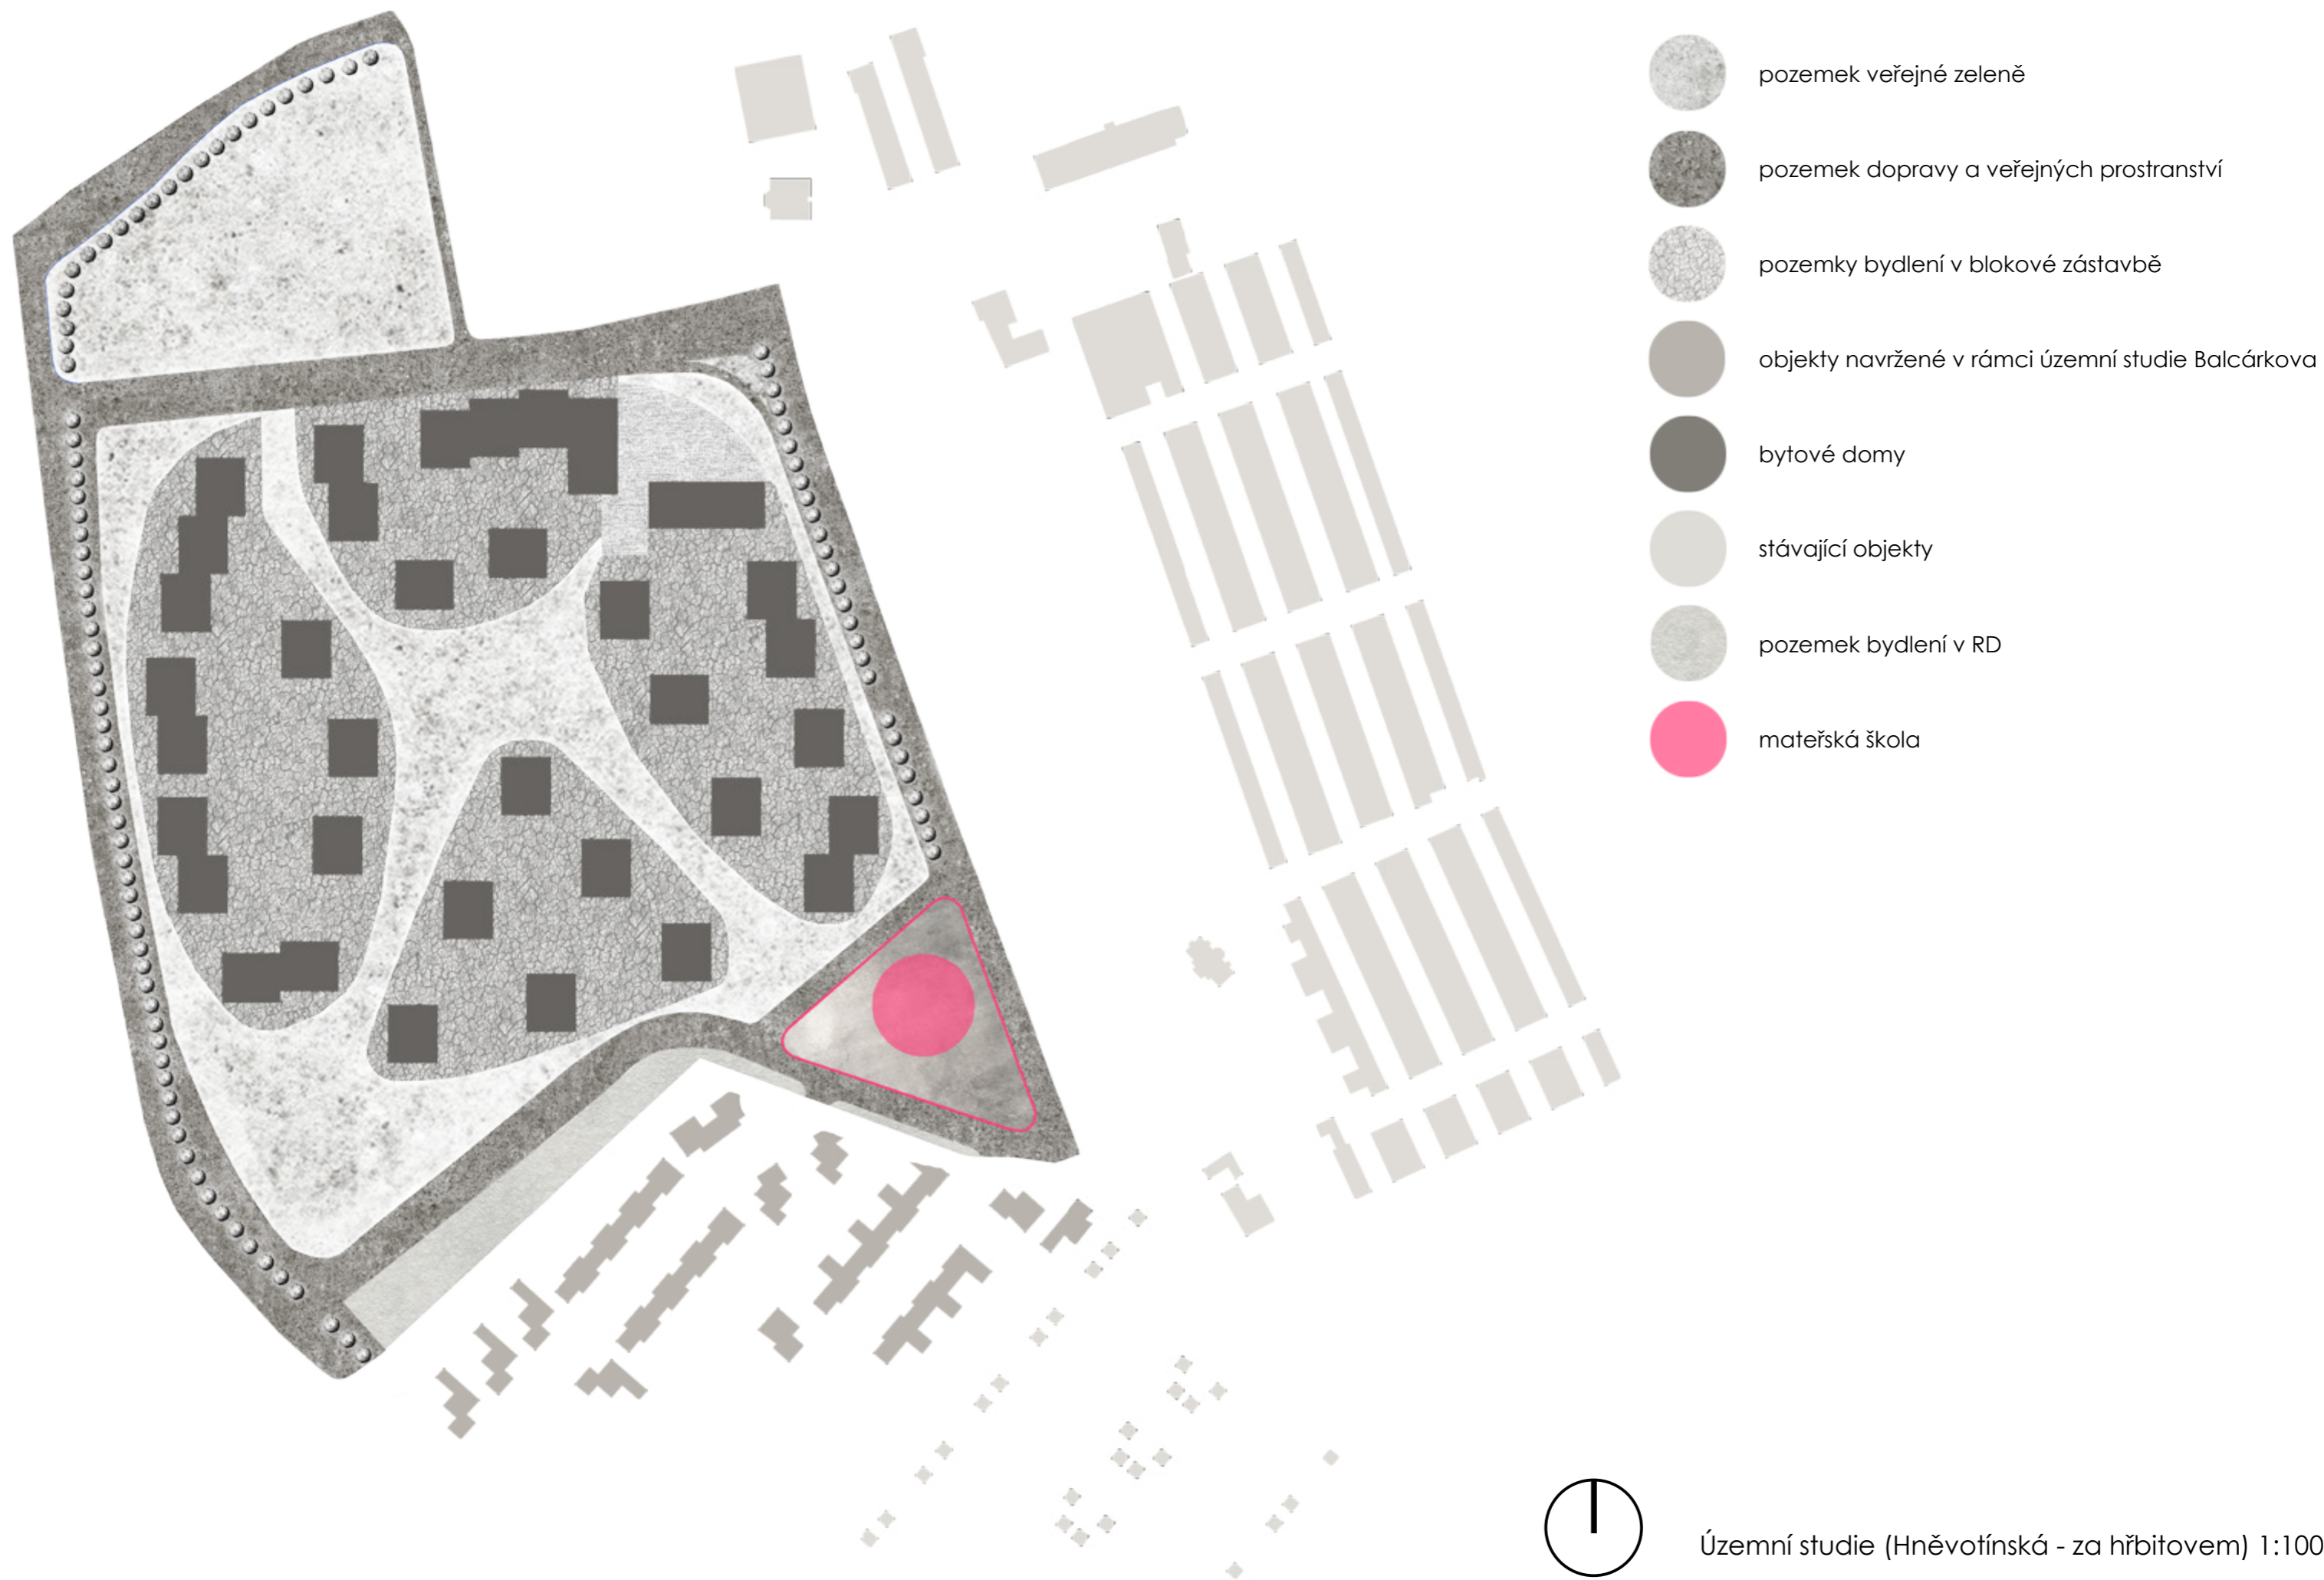 pozemek veřejné zeleně
pozemek dopravy a veřejných prostranství
pozemky bydlení v blokové zástavbě
objekty navržené v rámci územní studie Balcárkova
bytové domy
stávající objekty
pozemek bydlení v RD
mateřská škola
Územní studie (Hněvotínská - za hřbitovem) 1:100